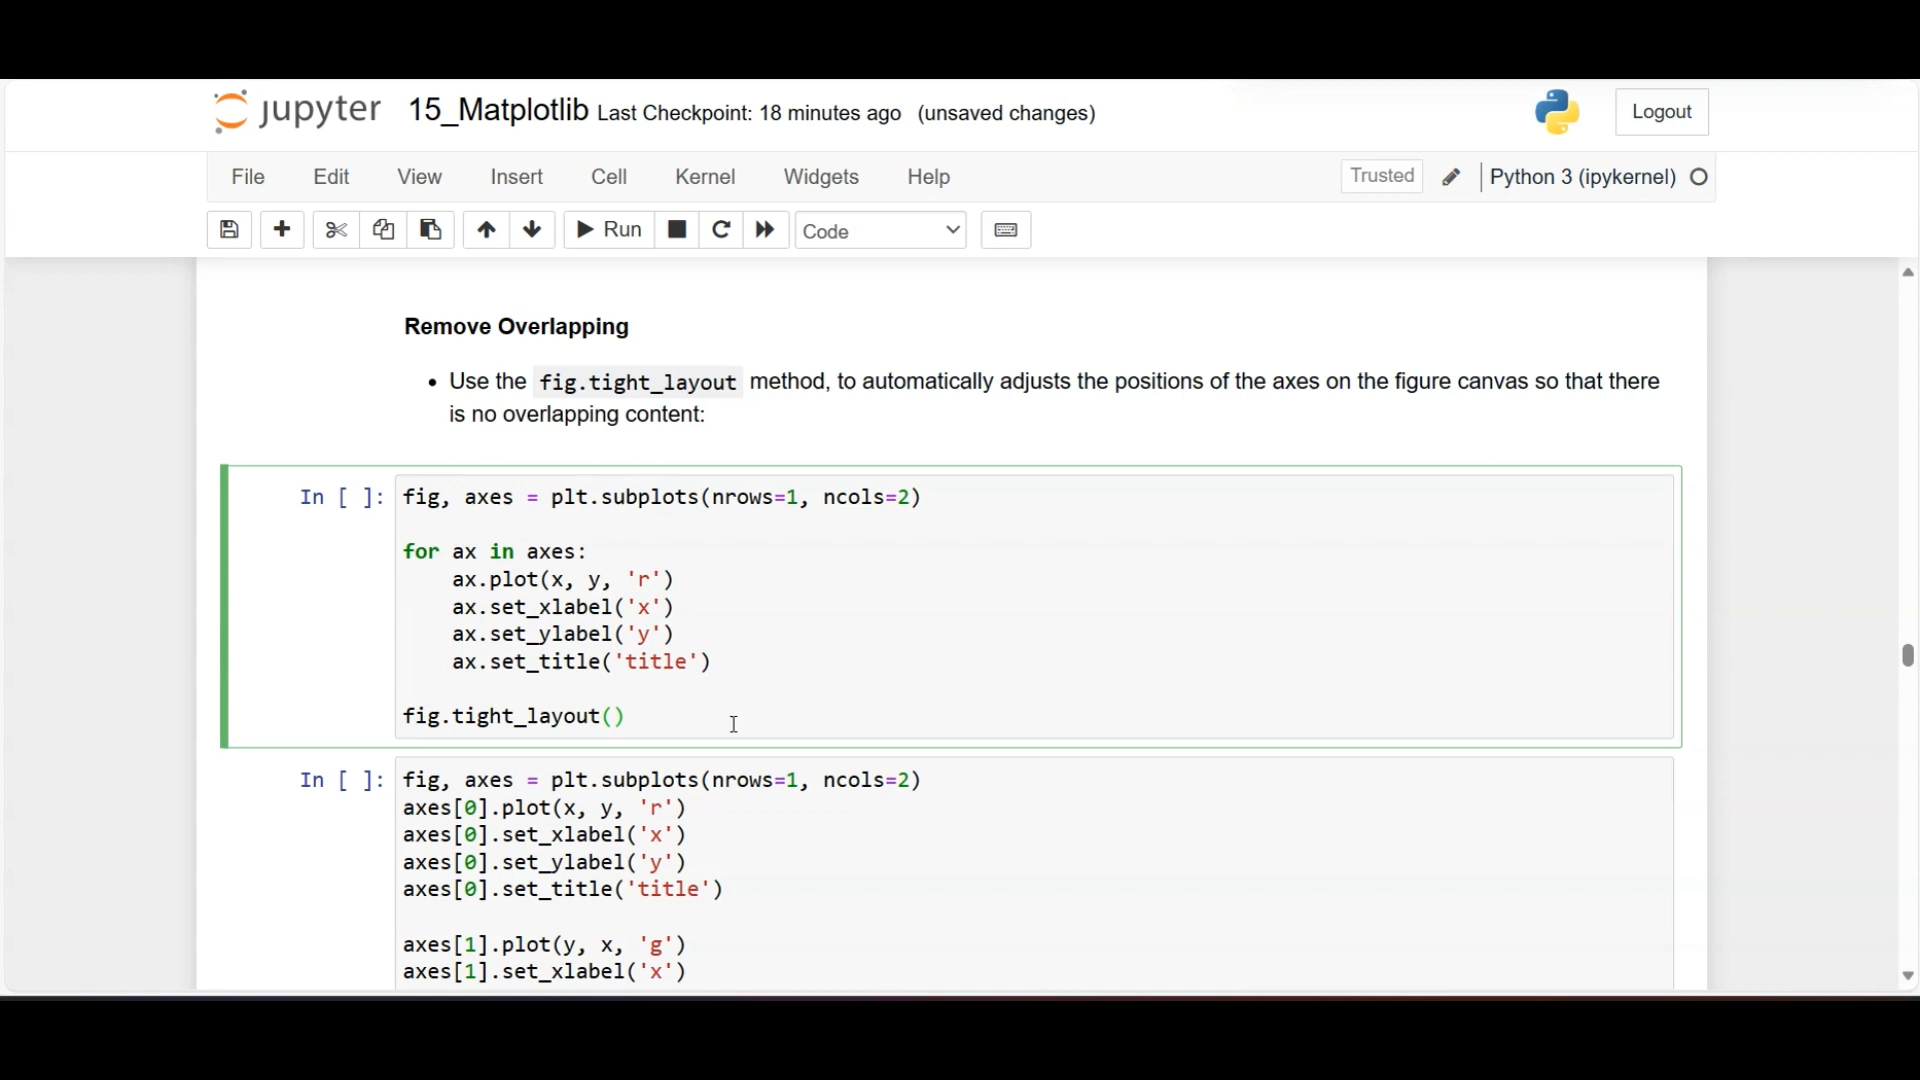 jupyter 15_Matplotlib Last Checkpoint: 18 minutes ago (unsaved changes)
Logout
File Edit View Insert Cell Kernel Widgets Help
Trusted Python 3 (ipykernel)
Run Code
Remove Overlapping
• Use the fig.tight_layout method, to automatically adjusts the positions of the axes on the figure canvas so that there
is no overlapping content:
In [ ]: fig, axes = plt.subplots(nrows=1, ncols=2)
for ax in axes:
    ax.plot(x, y, 'r')
    ax.set_xlabel('x')
    ax.set_ylabel('y')
    ax.set_title('title')
fig.tight_layout()
In [ ]: fig, axes = plt.subplots(nrows=1, ncols=2)
axes[0].plot(x, y, 'r')
axes[0].set_xlabel('x')
axes[0].set_ylabel('y')
axes[0].set_title('title')
axes[1].plot(y, x, 'g')
axes[1].set_xlabel('x')